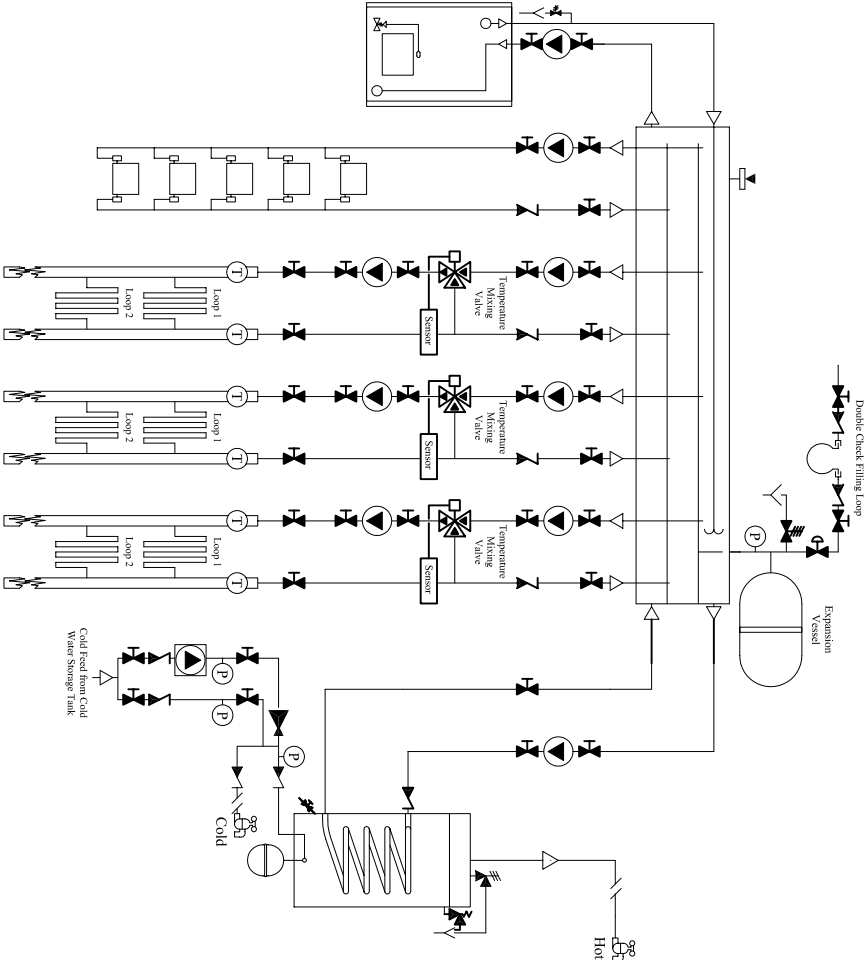 Double Check Filling Loop
P
Expansion
Vessel
Temperature
Mixing
Valve
Sensor
T
T
Loop 1
Loop 2
Temperature
Mixing
Valve
Sensor
T
T
Loop 1
Loop 2
Temperature
Mixing
Valve
Sensor
T
T
Loop 1
Loop 2
Cold Feed from Cold
Water Storage Tank
P
P
P
Cold
Hot